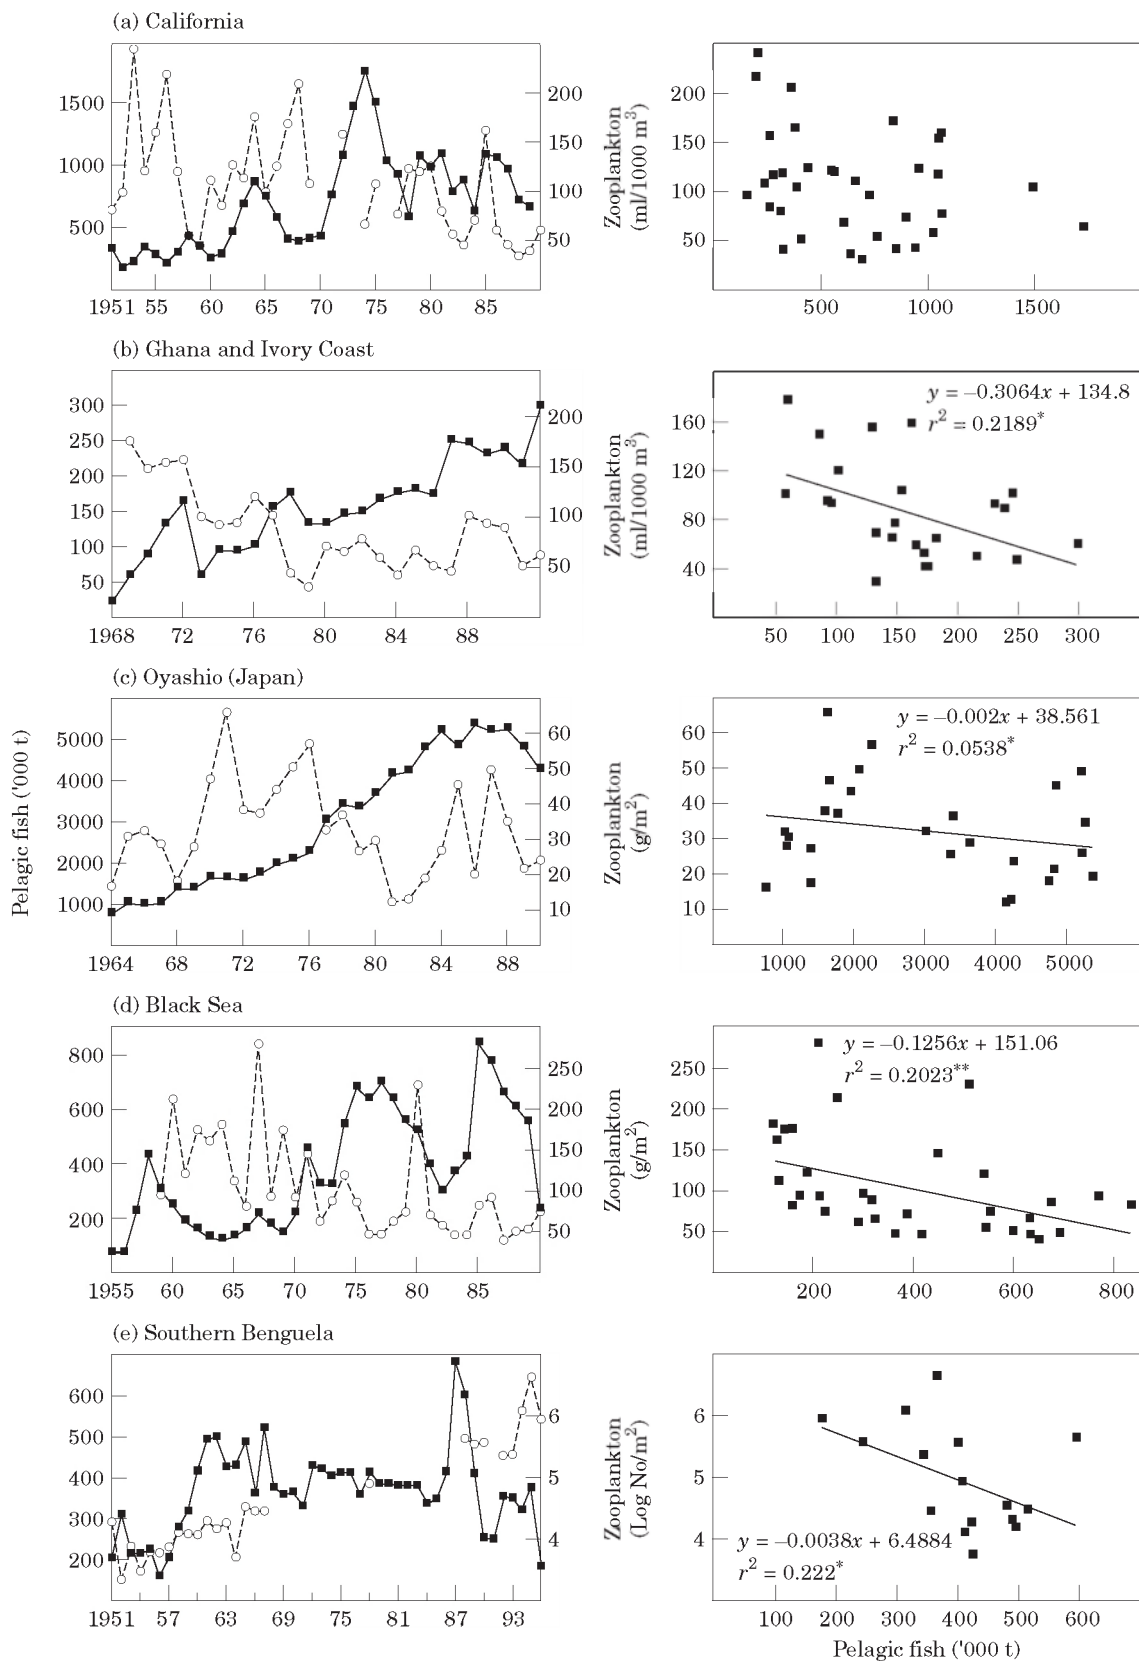 (a) California
1500
1000
500
200
150
100
50
1951 55 60 65 70 75 80 85
Zooplankton
(ml/1000 m³)
200
150
100
50
500 1000 1500
(b) Ghana and Ivory Coast
300
250
200
150
100
50
200
150
100
50
1968 72 76 80 84 88
Zooplankton
(ml/1000 m³)
160
120
80
40
y = –0.3064x + 134.8
r² = 0.2189*
50 100 150 200 250 300
(c) Oyashio (Japan)
Pelagic fish ('000 t)
5000
4000
3000
2000
1000
60
50
40
30
20
10
1964 68 72 76 80 84 88
Zooplankton
(g/m²)
60
50
40
30
20
10
y = –0.002x + 38.561
r² = 0.0538*
1000 2000 3000 4000 5000
(d) Black Sea
800
600
400
200
250
200
150
100
50
1955 60 65 70 75 80 85
Zooplankton
(g/m²)
250
200
150
100
50
y = –0.1256x + 151.06
r² = 0.2023**
200 400 600 800
(e) Southern Benguela
600
500
400
300
200
6
5
4
1951 57 63 69 75 81 87 93
Zooplankton
(Log No/m²)
6
5
4
y = –0.0038x + 6.4884
r² = 0.222*
100 200 300 400 500 600
Pelagic fish ('000 t)